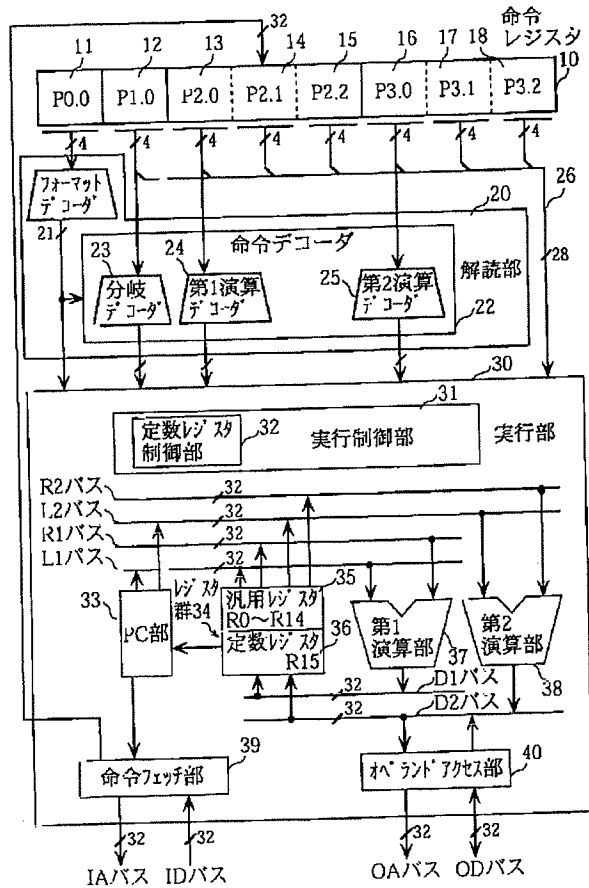 32
命令
レジスタ
11
12
13
14
15
16
17
18
10
P0.0
P1.0
P2.0
P2.1
P2.2
P3.0
P3.1
P3.2
4
4
4
4
4
4
4
4
フォーマット
デコーダ
21
20
26
命令デコーダ
23
24
25
分岐
デコーダ
第1演算
デコーダ
第2演算
デコーダ
解読部
22
28
30
31
定数レジスタ
制御部
32
実行制御部
実行部
R2バス
32
L2バス
32
R1バス
32
L1バス
32
33
PC部
レジスタ
群34
汎用レジスタ
R0~R14
35
定数レジスタ
R15
36
第1
演算部
37
第2
演算部
38
32
D1バス
32
D2バス
命令フェッチ部
39
オペランドアクセス部
40
32
32
32
32
IAバス
IDバス
OAバス
ODバス